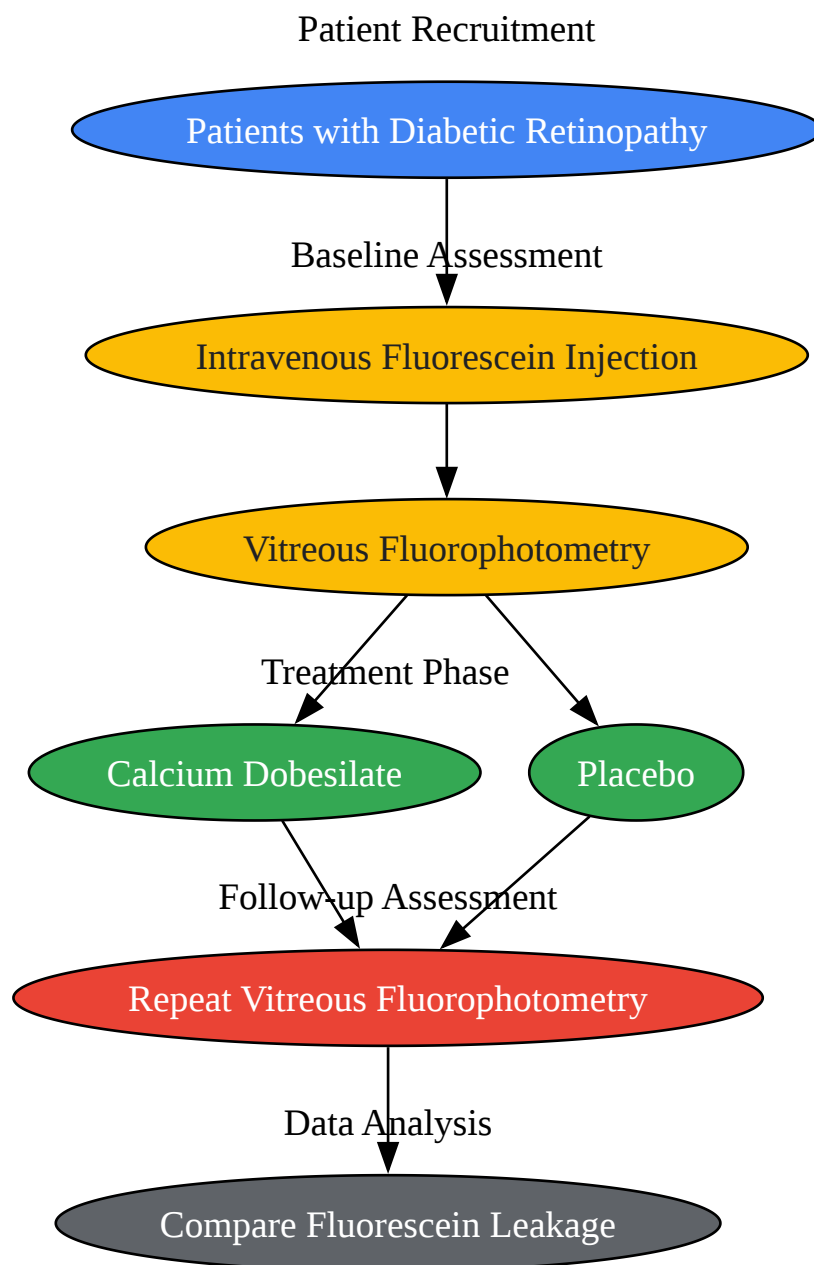 Patient Recruitment
Patients with Diabetic Retinopathy
Baseline Assessment
Intravenous Fluorescein Injection
Vitreous Fluorophotometry
Treatment Phase
Calcium Dobesilate
Placebo
Follow-up Assessment
Repeat Vitreous Fluorophotometry
Data Analysis
Compare Fluorescein Leakage